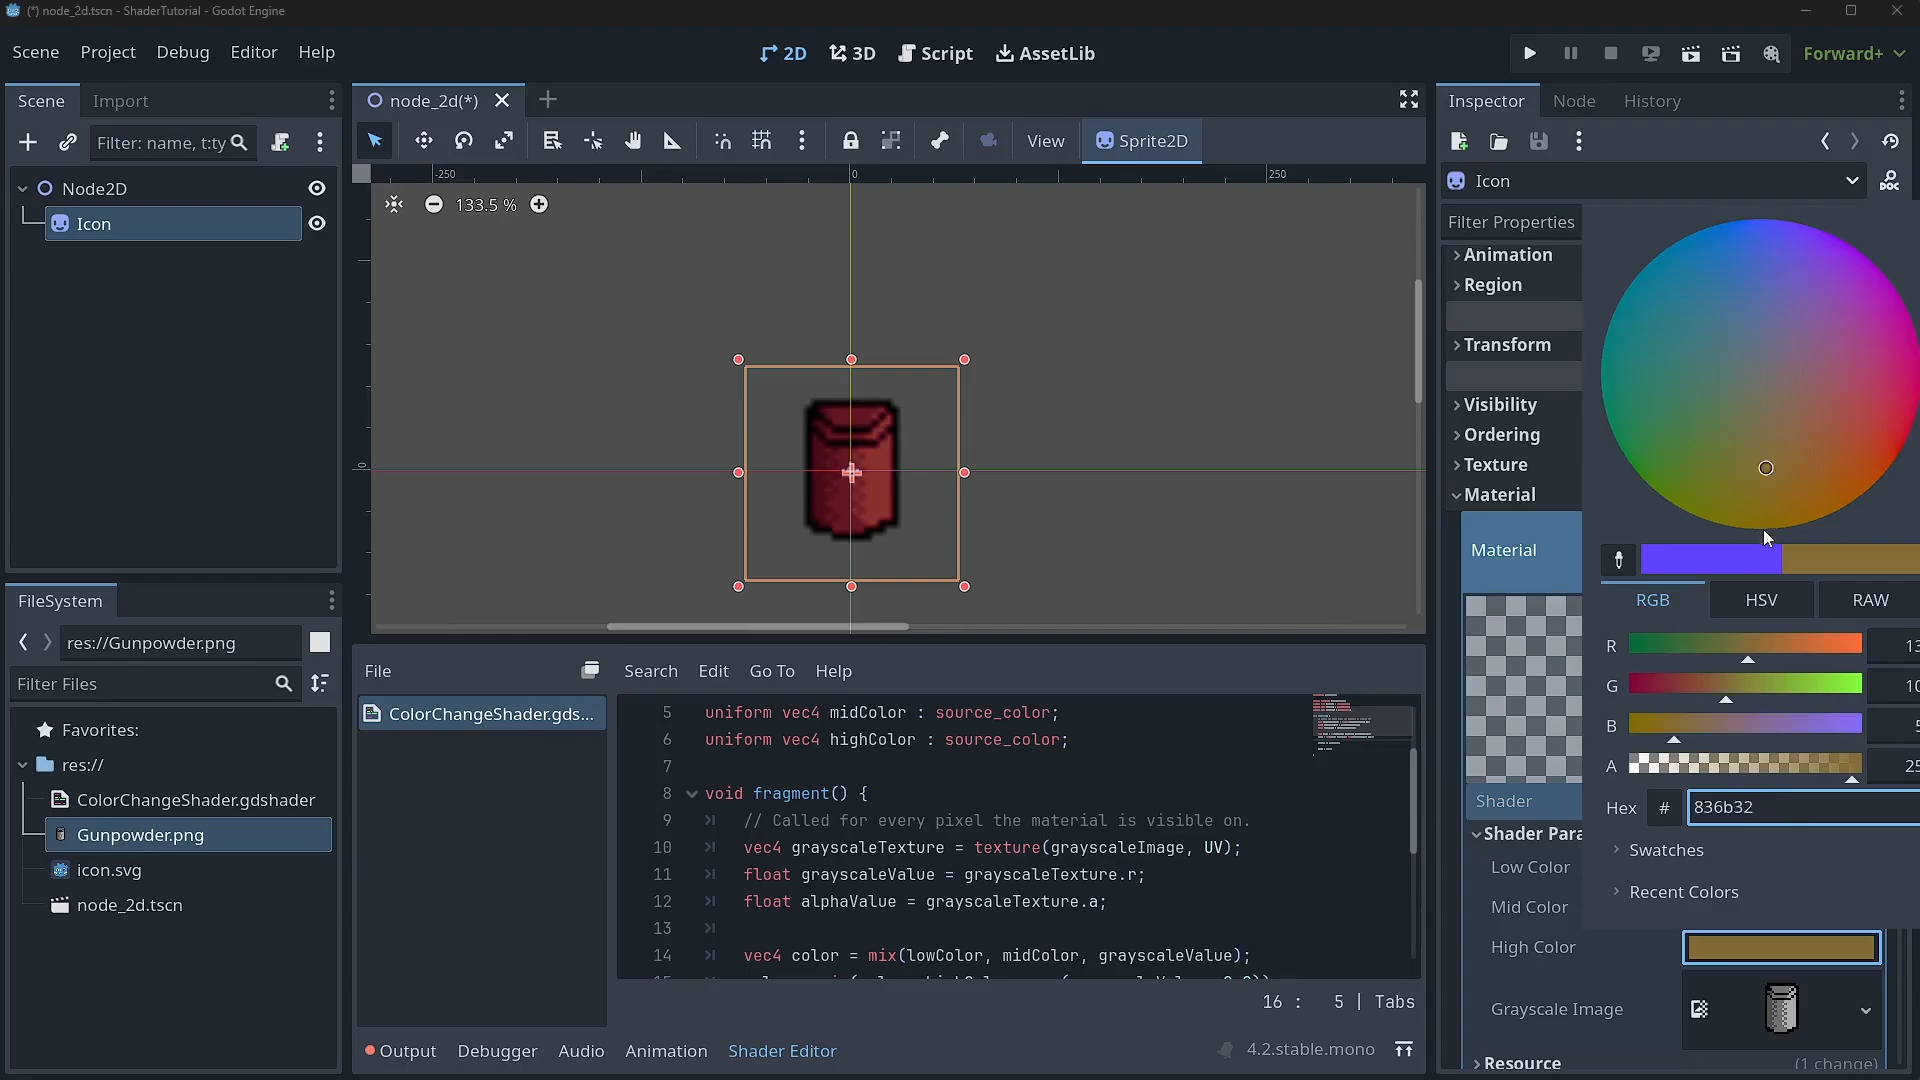 (*) node_2d.tscn - ShaderTutorial - Godot Engine
Scene Project Debug Editor Help
2D 3D Script AssetLib
Forward+
Scene Import
Filter: name, t:ty
Node2D
Icon
FileSystem
res://Gunpowder.png
Filter Files
Favorites:
res://
ColorChangeShader.gdshader
Gunpowder.png
icon.svg
node_2d.tscn
node_2d(*)
View Sprite2D
-250 0 250
133.5 %
0
File Search Edit Go To Help
ColorChangeShader.gds...
5 uniform vec4 midColor : source_color;
6 uniform vec4 highColor : source_color;
7
8 void fragment() {
9 // Called for every pixel the material is visible on.
10 vec4 grayscaleTexture = texture(grayscaleImage, UV);
11 float grayscaleValue = grayscaleTexture.r;
12 float alphaValue = grayscaleTexture.a;
13
14 vec4 color = mix(lowColor, midColor, grayscaleValue);
16 : 5 | Tabs
Output Debugger Audio Animation Shader Editor
4.2.stable.mono
Inspector Node History
Icon
DOC
Filter Properties
Animation
Region
Transform
Visibility
Ordering
Texture
Material
Material
Shader
Shader Para
Low Color
Mid Color
High Color
Grayscale Image
Resource (1 change)
RGB HSV RAW
R 13
G 10
B 5
A 25
Hex # 836b32
Swatches
Recent Colors